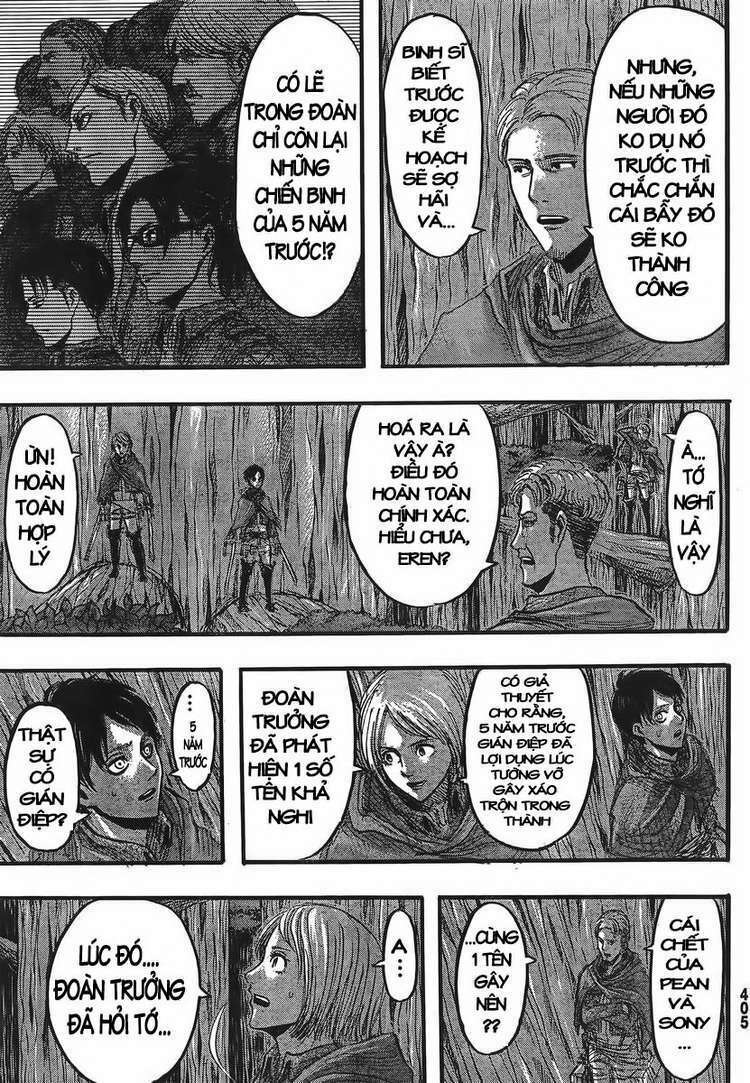 NHƯNG,
NẾU NHỮNG
NGƯỜI ĐÓ
KO DỤ NÓ
TRƯỚC THÌ
CHẮC CHẮN
CÁI BẪY ĐÓ
SẼ KO
THÀNH
CÔNG
BINH SĨ
BIẾT
TRƯỚC
ĐƯỢC
KẾ
HOẠCH
SẼ SỢ
HÃI
VÀ...
CÓ LẼ
TRONG ĐOÀN
CHỈ CÒN LẠI
NHỮNG
CHIẾN BINH
CỦA 5 NĂM
TRƯỚC!?
À...
TỚ
NGHĨ
LÀ
VẬY
HOÁ RA LÀ
VẬY À?
ĐIỀU ĐÓ
HOÀN TOÀN
CHÍNH XÁC.
HIỂU CHƯA,
EREN?
ỪN!
HOÀN
TOÀN
HỢP
LÝ
CÓ GIẢ
THUYẾT
CHO RẰNG,
5 NĂM TRƯỚC
GIÁN ĐIỆP ĐÃ
LỢI DỤNG LÚC
TƯỜNG VỠ
GÂY XÁO
TRỘN TRONG
THÀNH
ĐOÀN
TRƯỞNG
ĐÃ PHÁT
HIỆN 1 SỐ
TÊN KHẢ
NGHI
...
5
NĂM
TRƯỚC
THẬT
SỰ
CÓ
GIÁN
ĐIỆP?
CÁI
CHẾT
CỦA
PEAN
VÀ
SONY
...
...CŨNG
1 TÊN
GÂY
NÊN
??
A
...
LÚC ĐÓ....
ĐOÀN TRƯỞNG
ĐÃ HỎI TỚ...
405